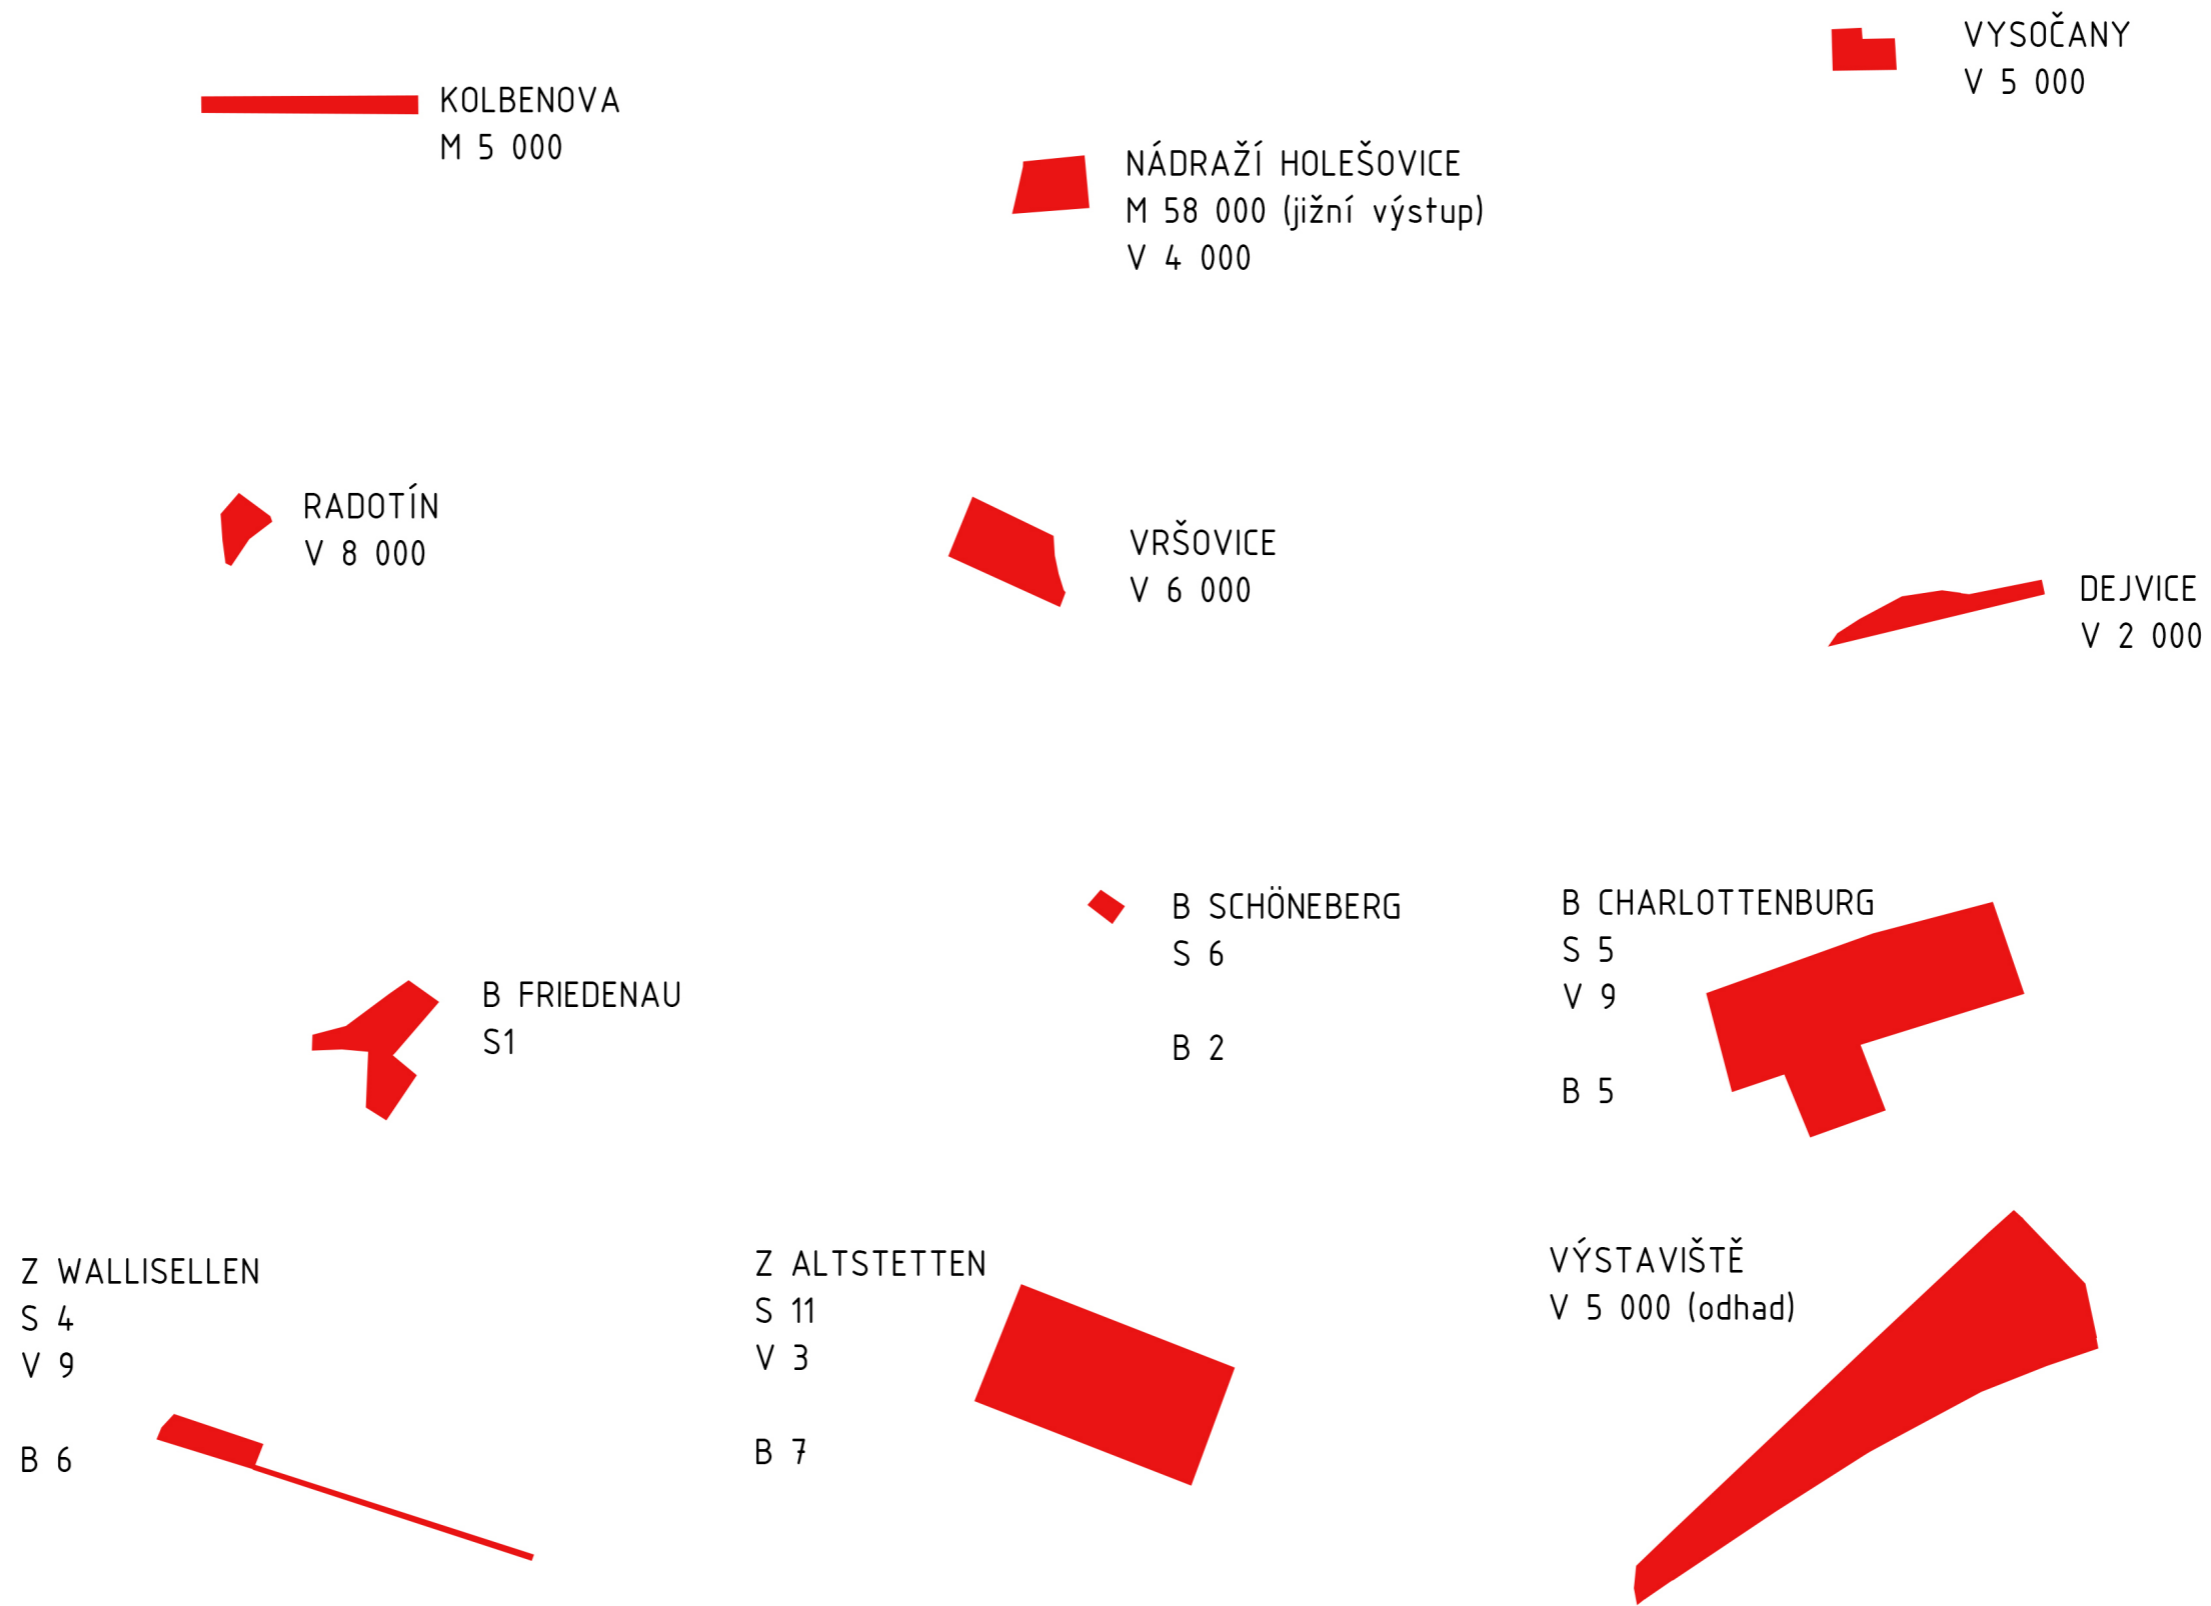 KOLBENOVA
M 5 000
NÁDRAŽÍ HOLEŠOVICE
M 58 000 (jižní výstup)
V 4 000
VYSOČANY
V 5 000
RADOTÍN
V 8 000
VRŠOVICE
V 6 000
DEJVICE
V 2 000
B FRIEDENAU
S1
B SCHÖNEBERG
S 6
B 2
B CHARLOTTENBURG
S 5
V 9
B 5
Z WALLISELLEN
S 4
V 9
B 6
Z ALTSTETTEN
S 11
V 3
B 7
VÝSTAVIŠTĚ
V 5 000 (odhad)